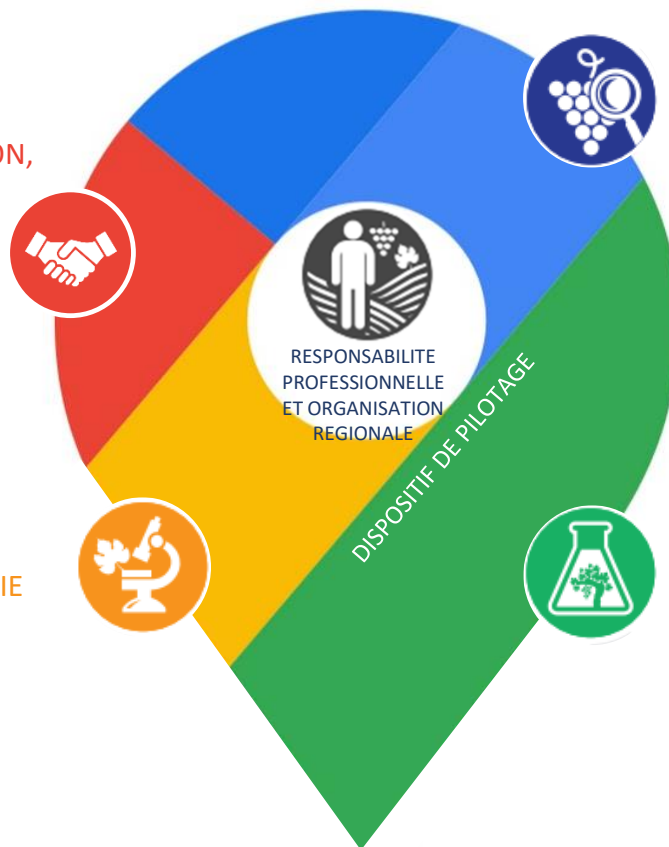 ON,
RESPONSABILITE
PROFESSIONNELLE
ET ORGANISATION
REGIONALE
DISPOSITIF DE PILOTAGE
IE